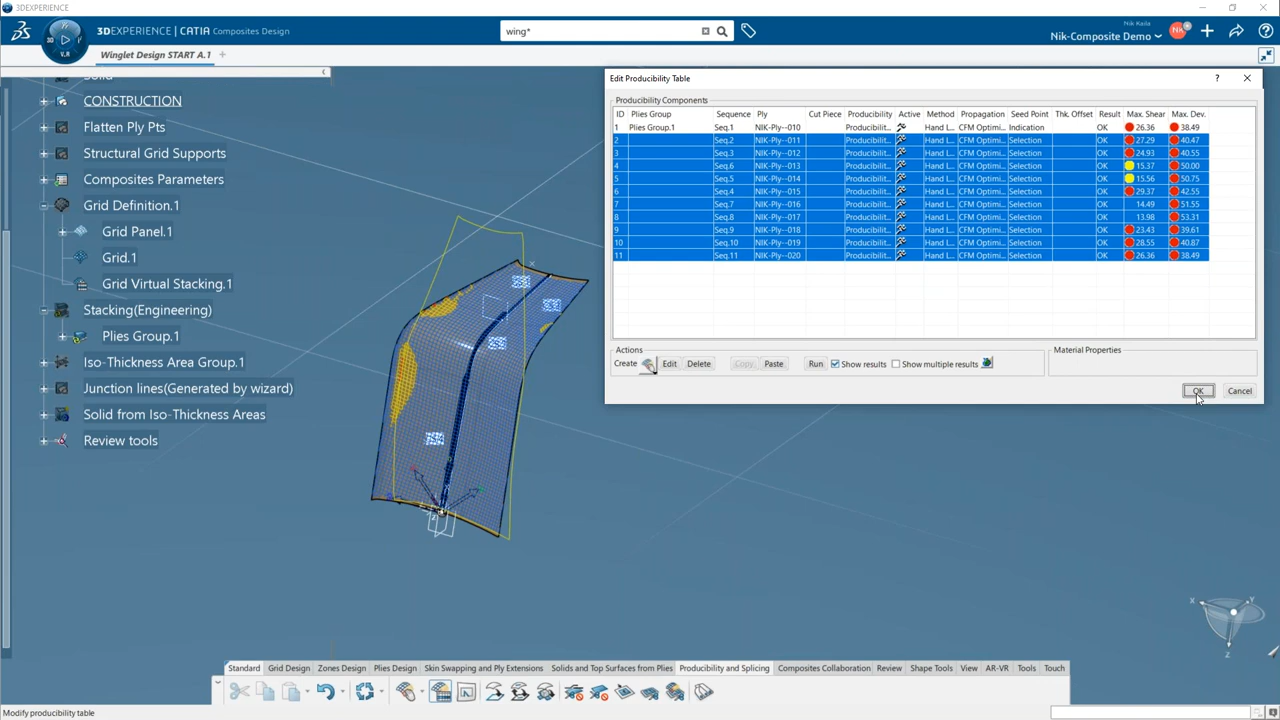 3DEXPERIENCE
3DEXPERIENCE | CATIA Composites Design
wing*
Nik Kaila
Nik-Composite Demo
NK
3D
V.R
Winglet Design START A.1
+
Solid
CONSTRUCTION
Flatten Ply Pts
Structural Grid Supports
Composites Parameters
Grid Definition.1
Grid Panel.1
Grid.1
Grid Virtual Stacking.1
Stacking(Engineering)
Plies Group.1
Iso-Thickness Area Group.1
Junction lines(Generated by wizard)
Solid from Iso-Thickness Areas
Review tools
Edit Producibility Table
?
Producibility Components
ID Plies Group Sequence Ply Cut Piece Producibility Active Method Propagation Seed Point Thk. Offset Result Max. Shear Max. Dev.
1 Plies Group.1 Seq.1 NIK-Ply--010 Producibilit... Hand L... CFM Optimi... Indication OK 26.36 38.49
2 Seq.2 NIK-Ply--011 Producibilit... Hand L... CFM Optimi... Selection OK 27.29 40.47
3 Seq.3 NIK-Ply--012 Producibilit... Hand L... CFM Optimi... Selection OK 24.93 40.55
4 Seq.6 NIK-Ply--013 Producibilit... Hand L... CFM Optimi... Selection OK 15.37 50.00
5 Seq.5 NIK-Ply--014 Producibilit... Hand L... CFM Optimi... Selection OK 15.56 50.75
6 Seq.4 NIK-Ply--015 Producibilit... Hand L... CFM Optimi... Selection OK 29.37 42.55
7 Seq.7 NIK-Ply--016 Producibilit... Hand L... CFM Optimi... Selection OK 14.49 51.55
8 Seq.8 NIK-Ply--017 Producibilit... Hand L... CFM Optimi... Selection OK 13.98 53.31
9 Seq.9 NIK-Ply--018 Producibilit... Hand L... CFM Optimi... Selection OK 23.43 39.61
10 Seq.10 NIK-Ply--019 Producibilit... Hand L... CFM Optimi... Selection OK 28.55 40.87
11 Seq.11 NIK-Ply--020 Producibilit... Hand L... CFM Optimi... Selection OK 26.36 38.49
Actions
Create Edit Delete Copy Paste Run Show results Show multiple results
Material Properties
OK Cancel
X Y
Z
Standard Grid Design Zones Design Plies Design Skin Swapping and Ply Extensions Solids and Top Surfaces from Plies Producibility and Splicing Composites Collaboration Review Shape Tools View AR-VR Tools Touch
Modify producibility table